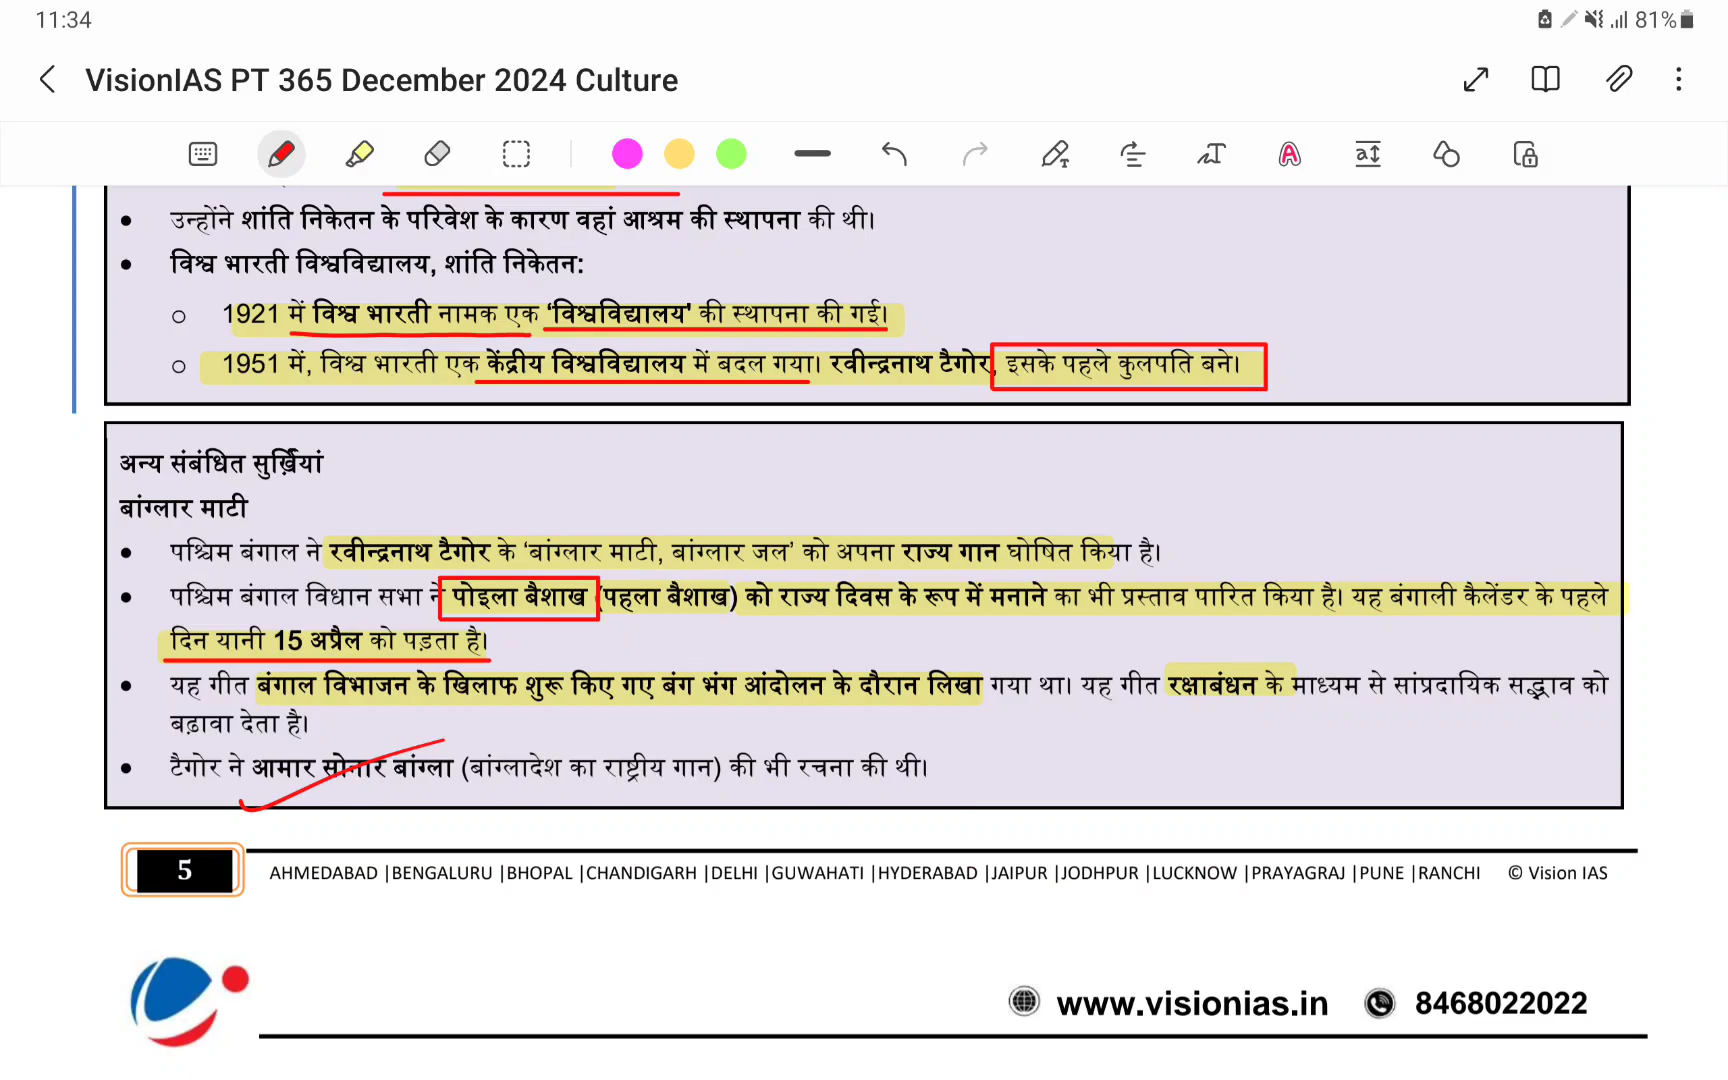 11:34
81%
VisionIAS PT 365 December 2024 Culture
उन्होंने शांति निकेतन के परिवेश के कारण वहां आश्रम की स्थापना की थी।
विश्व भारती विश्वविद्यालय, शांति निकेतन:
1921 में विश्व भारती नामक एक ‘विश्वविद्यालय' की स्थापना की गई।
1951 में, विश्व भारती एक केंद्रीय विश्वविद्यालय में बदल गया। रवीन्द्रनाथ टैगोर, इसके पहले कुलपति बने।
अन्य संबंधित सुर्ख़ियां
बांग्लार माटी
पश्चिम बंगाल ने रवीन्द्रनाथ टैगोर के ‘बांग्लार माटी, बांग्लार जल’ को अपना राज्य गान घोषित किया है।
पश्चिम बंगाल विधान सभा ने पोइला बैशाख (पहला बैशाख) को राज्य दिवस के रूप में मनाने का भी प्रस्ताव पारित किया है। यह बंगाली कैलेंडर के पहले
दिन यानी 15 अप्रैल को पड़ता है।
यह गीत बंगाल विभाजन के खिलाफ शुरू किए गए बंग भंग आंदोलन के दौरान लिखा गया था। यह गीत रक्षाबंधन के माध्यम से सांप्रदायिक सद्भाव को
बढ़ावा देता है।
टैगोर ने आमार सोनार बांग्ला (बांग्लादेश का राष्ट्रीय गान) की भी रचना की थी।
5 AHMEDABAD |BENGALURU |BHOPAL |CHANDIGARH |DELHI |GUWAHATI |HYDERABAD |JAIPUR |JODHPUR |LUCKNOW |PRAYAGRAJ |PUNE |RANCHI © Vision IAS
www.visionias.in 8468022022